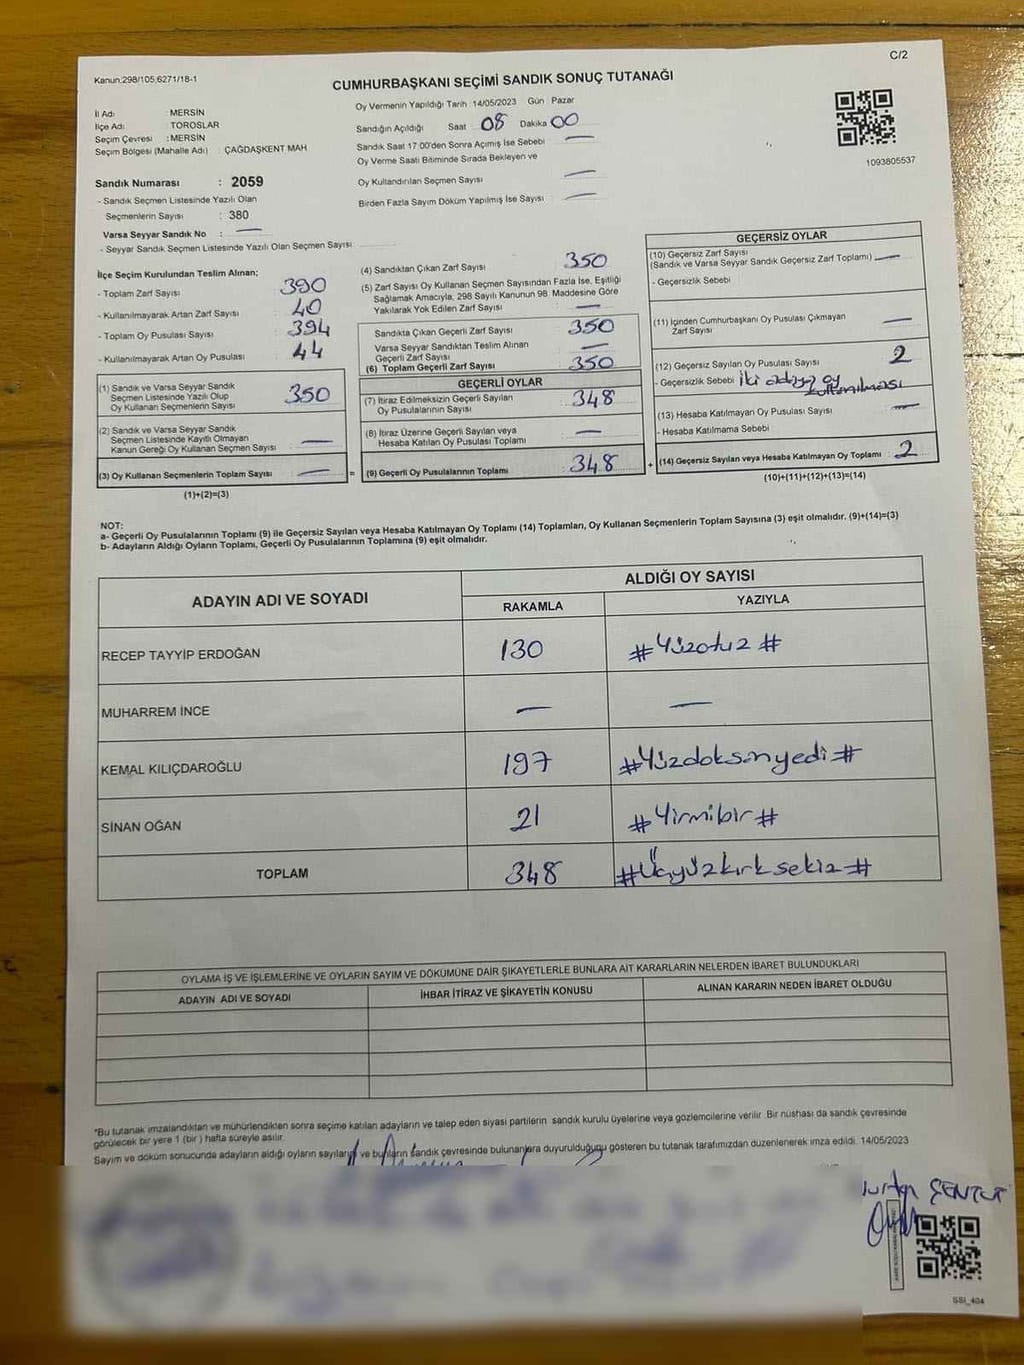 C/2
Kanun:298/105,6271/18-1
CUMHURBAŞKANI SEÇİMİ SANDIK SONUÇ TUTANAĞI
İl Adı : MERSİN
İlçe Adı : TOROSLAR
Seçim Çevresi : MERSİN
Seçim Bölgesi (Mahalle Adı) : ÇAĞDAŞKENT MAH
Sandık Numarası : 2059
- Sandık Seçmen Listesinde Yazılı Olan
Seçmenlerin Sayısı : 380
Varsa Seyyar Sandık No : —
- Seyyar Sandık Seçmen Listesinde Yazılı Olan Seçmen Sayısı
Oy Vermenin Yapıldığı Tarih : 14/05/2023 Gün : Pazar
Sandığın Açıldığı Saat 08 Dakika 00
Sandık Saat 17:00'den Sonra Açımış İse Sebebi —
Oy Verme Saati Bitiminde Sırada Bekleyen ve
Oy Kullandırılan Seçmen Sayısı —
Birden Fazla Sayım Döküm Yapılmış İse Sayısı —
1093805537
İlçe Seçim Kurulundan Teslim Alınan;
- Toplam Zarf Sayısı 390
- Kullanılmayarak Artan Zarf Sayısı 40
- Toplam Oy Pusulası Sayısı 394
- Kullanılmayarak Artan Oy Pusulası 44
(1) Sandık ve Varsa Seyyar Sandık
Seçmen Listesinde Yazılı Olup
Oy Kullanan Seçmenlerin Sayısı 350
(2) Sandık ve Varsa Seyyar Sandık
Seçmen Listesinde Kayıtlı Olmayan
Kanun Gereği Oy Kullanan Seçmen Sayısı —
(3) Oy Kullanan Seçmenlerin Toplam Sayısı —
(1)+(2)=(3)
(4) Sandıktan Çıkan Zarf Sayısı 350
(5) Zarf Sayısı Oy Kullanan Seçmen Sayısından Fazla İse, Eşitliği
Sağlamak Amacıyla, 298 Sayılı Kanunun 98. Maddesine Göre
Yakılarak Yok Edilen Zarf Sayısı —
Sandıkta Çıkan Geçerli Zarf Sayısı 350
Varsa Seyyar Sandıktan Teslim Alınan
Geçerli Zarf Sayısı —
(6) Toplam Geçerli Zarf Sayısı 350
GEÇERLİ OYLAR
(7) İtiraz Edilmeksizin Geçerli Sayılan
Oy Pusulalarının Sayısı 348
(8) İtiraz Üzerine Geçerli Sayılan veya
Hesaba Katılan Oy Pusulası Toplamı —
= (9) Geçerli Oy Pusulalarının Toplamı 348
GEÇERSİZ OYLAR
(10) Geçersiz Zarf Sayısı
(Sandık ve Varsa Seyyar Sandık Geçersiz Zarf Toplamı) —
- Geçersizlik Sebebi
(11) İçinden Cumhurbaşkanı Oy Pusulası Çıkmayan
Zarf Sayısı —
(12) Geçersiz Sayılan Oy Pusulası Sayısı 2
- Geçersizlik Sebebi İki adaya oy
kullanılması
(13) Hesaba Katılmayan Oy Pusulası Sayısı —
- Hesaba Katılmama Sebebi
+ (14) Geçersiz Sayılan veya Hesaba Katılmayan Oy Toplamı : 2
(10)+(11)+(12)+(13)=(14)
NOT:
a- Geçerli Oy Pusulalarının Toplamı (9) ile Geçersiz Sayılan veya Hesaba Katılmayan Oy Toplamı (14) Toplamları, Oy Kullanan Seçmenlerin Toplam Sayısına (3) eşit olmalıdır. (9)+(14)=(3)
b- Adayların Aldığı Oyların Toplamı, Geçerli Oy Pusulalarının Toplamına (9) eşit olmalıdır.
ADAYIN ADI VE SOYADI
ALDIĞI OY SAYISI
RAKAMLA YAZIYLA
RECEP TAYYİP ERDOĞAN 130 #Yüzotuz#
MUHARREM İNCE — —
KEMAL KILIÇDAROĞLU 197 #Yüzdoksanyedi#
SİNAN OĞAN 21 #Yirmibir#
TOPLAM 348 #Üçyüzkırksekiz#
OYLAMA İŞ VE İŞLEMLERİNE VE OYLARIN SAYIM VE DÖKÜMÜNE DAİR ŞİKAYETLERLE BUNLARA AİT KARARLARIN NELERDEN İBARET BULUNDUKLARI
ADAYIN ADI VE SOYADI İHBAR İTİRAZ VE ŞİKAYETİN KONUSU ALINAN KARARIN NEDEN İBARET OLDUĞU
*Bu tutanak imzalandıktan ve mühürlendikten sonra seçime katılan adayların ve talep eden siyasi partilerin sandık kurulu üyelerine veya gözlemcilerine verilir. Bir nüshası da sandık çevresinde
görülecek bir yere 1 (bir) hafta süreyle asılır.
Sayım ve döküm sonucunda adayların aldığı oyların sayıları ve bunların sandık çevresinde bulunanlara duyurulduğunu gösteren bu tutanak tarafımızdan düzenlenerek imza edildi. 14/05/2023
SSI_404